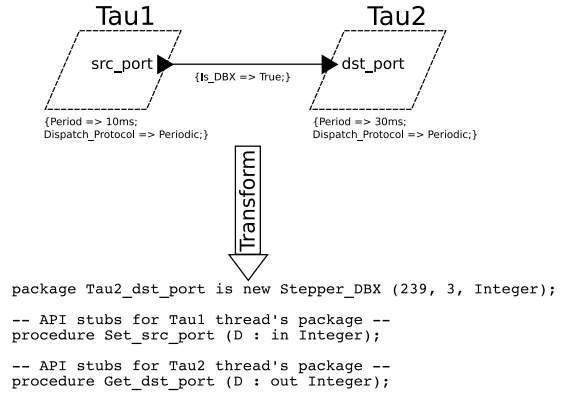 Tau1
Tau2
src_port
dst_port
{Is_DBX => True;}
{Period => 10ms;
Dispatch_Protocol => Periodic;}
{Period => 30ms;
Dispatch_Protocol => Periodic;}
Transform
package Tau2_dst_port is new Stepper_DBX (239, 3, Integer);
-- API stubs for Tau1 thread's package --
procedure Set_src_port (D : in Integer);
-- API stubs for Tau2 thread's package --
procedure Get_dst_port (D : out Integer);